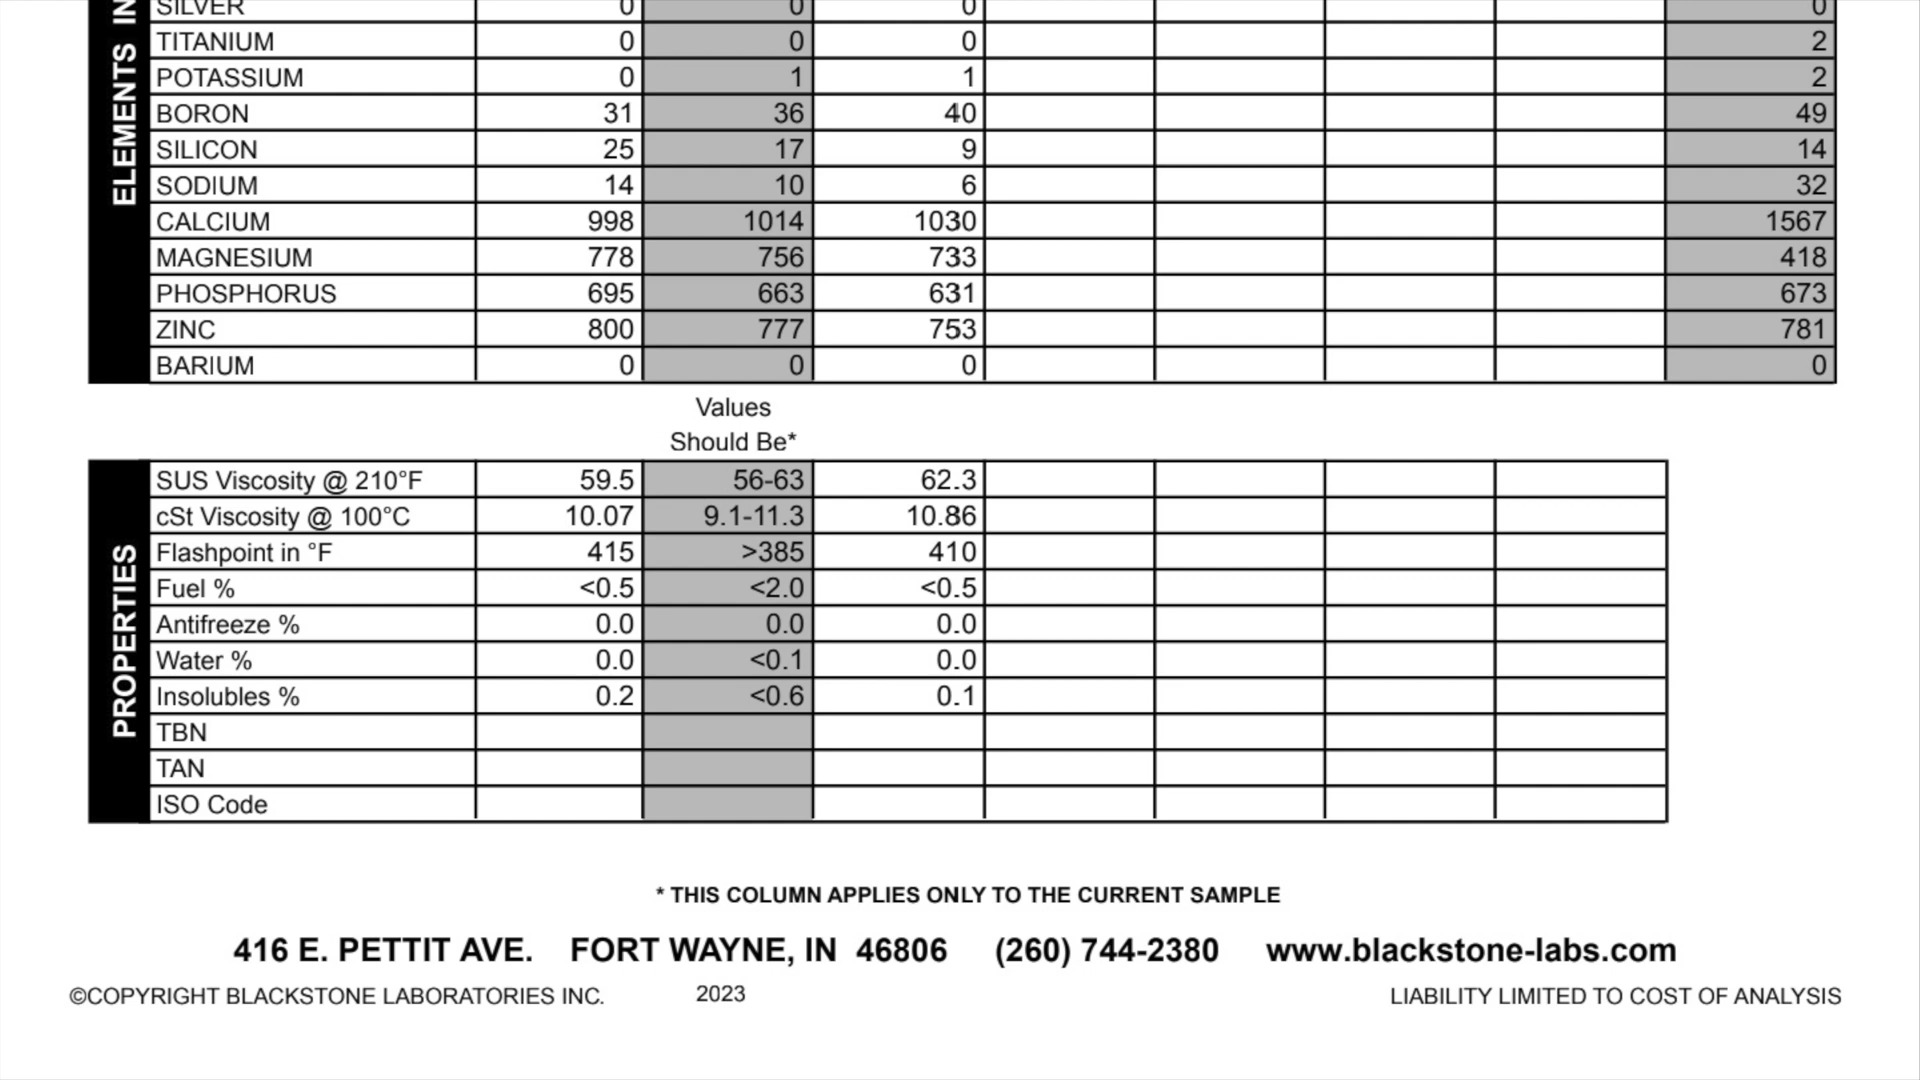 ELEMENTS IN
SILVER 0 0 0 0
TITANIUM 0 0 0 2
POTASSIUM 0 1 1 2
BORON 31 36 40 49
SILICON 25 17 9 14
SODIUM 14 10 6 32
CALCIUM 998 1014 1030 1567
MAGNESIUM 778 756 733 418
PHOSPHORUS 695 663 631 673
ZINC 800 777 753 781
BARIUM 0 0 0 0
Values
Should Be*
PROPERTIES
SUS Viscosity @ 210°F 59.5 56-63 62.3
cSt Viscosity @ 100°C 10.07 9.1-11.3 10.86
Flashpoint in °F 415 >385 410
Fuel % <0.5 <2.0 <0.5
Antifreeze % 0.0 0.0 0.0
Water % 0.0 <0.1 0.0
Insolubles % 0.2 <0.6 0.1
TBN
TAN
ISO Code
* THIS COLUMN APPLIES ONLY TO THE CURRENT SAMPLE
416 E. PETTIT AVE. FORT WAYNE, IN 46806 (260) 744-2380 www.blackstone-labs.com
©COPYRIGHT BLACKSTONE LABORATORIES INC. 2023 LIABILITY LIMITED TO COST OF ANALYSIS